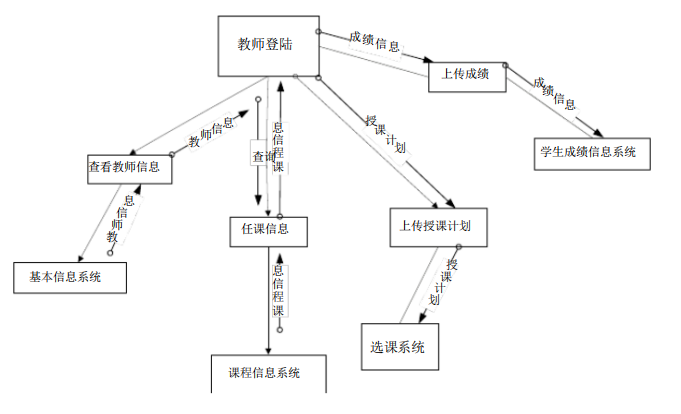 教师登陆
成绩信息
上传成绩
成绩信息
学生成绩信息系统
教师信息
查询
息信程课
授课计划
查看教师信息
息信师教
任课信息
上传授课计划
基本信息系统
息信程课
授课计划
选课系统
课程信息系统